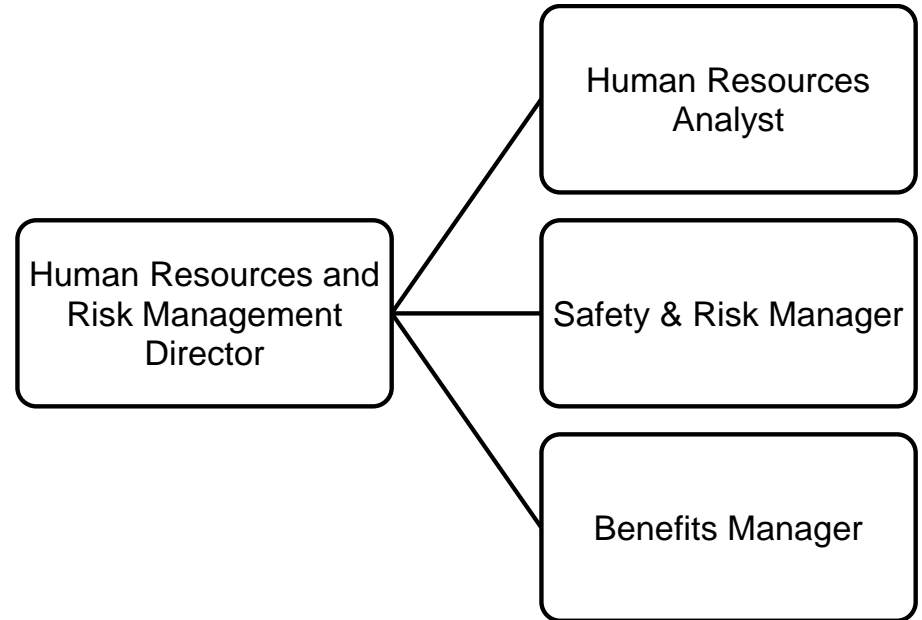 Human Resources
Analyst
Human Resources and
Risk Management
Director
Safety & Risk Manager
Benefits Manager